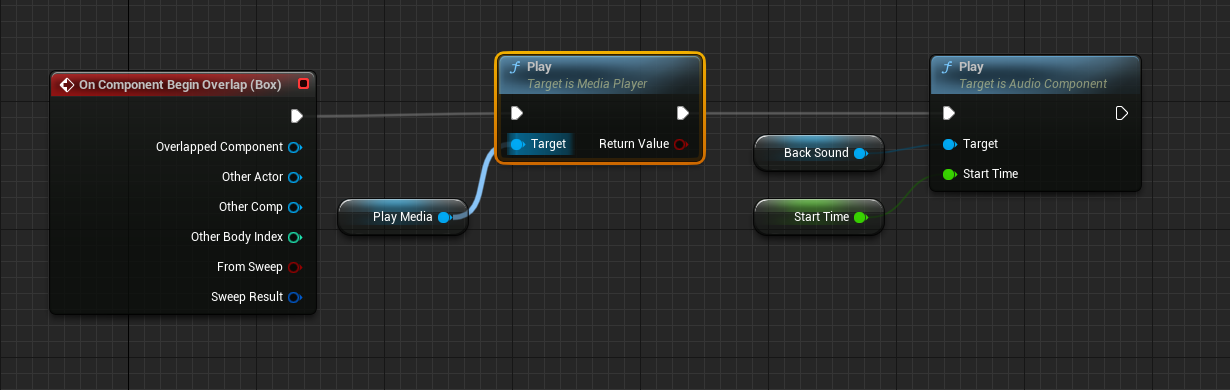 On Component Begin Overlap (Box)
Overlapped Component
Other Actor
Other Comp
Other Body Index
From Sweep
Sweep Result
Play Media
Play
Target is Media Player
Target
Return Value
Back Sound
Start Time
Play
Target is Audio Component
Target
Start Time